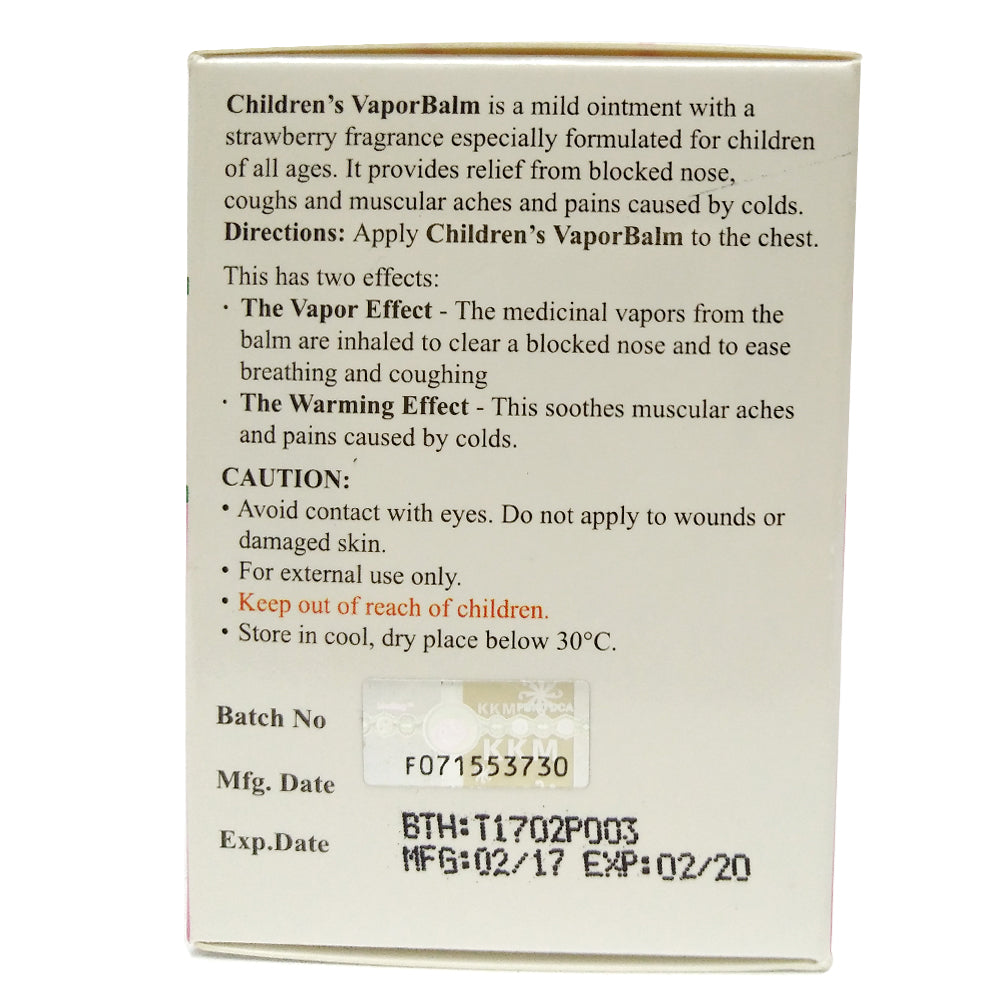 Children's VaporBalm is a mild ointment with a
strawberry fragrance especially formulated for children
of all ages. It provides relief from blocked nose,
coughs and muscular aches and pains caused by colds.
Directions: Apply Children's VaporBalm to the chest.
This has two effects:
· The Vapor Effect - The medicinal vapors from the
balm are inhaled to clear a blocked nose and to ease
breathing and coughing
· The Warming Effect - This soothes muscular aches
and pains caused by colds.
CAUTION:
• Avoid contact with eyes. Do not apply to wounds or
damaged skin.
• For external use only.
• Keep out of reach of children.
• Store in cool, dry place below 30°C.
Batch No
KKM
KKM
F071553730
Mfg. Date
Exp.Date
BTH:T1702P003
MFG:02/17 EXP:02/20